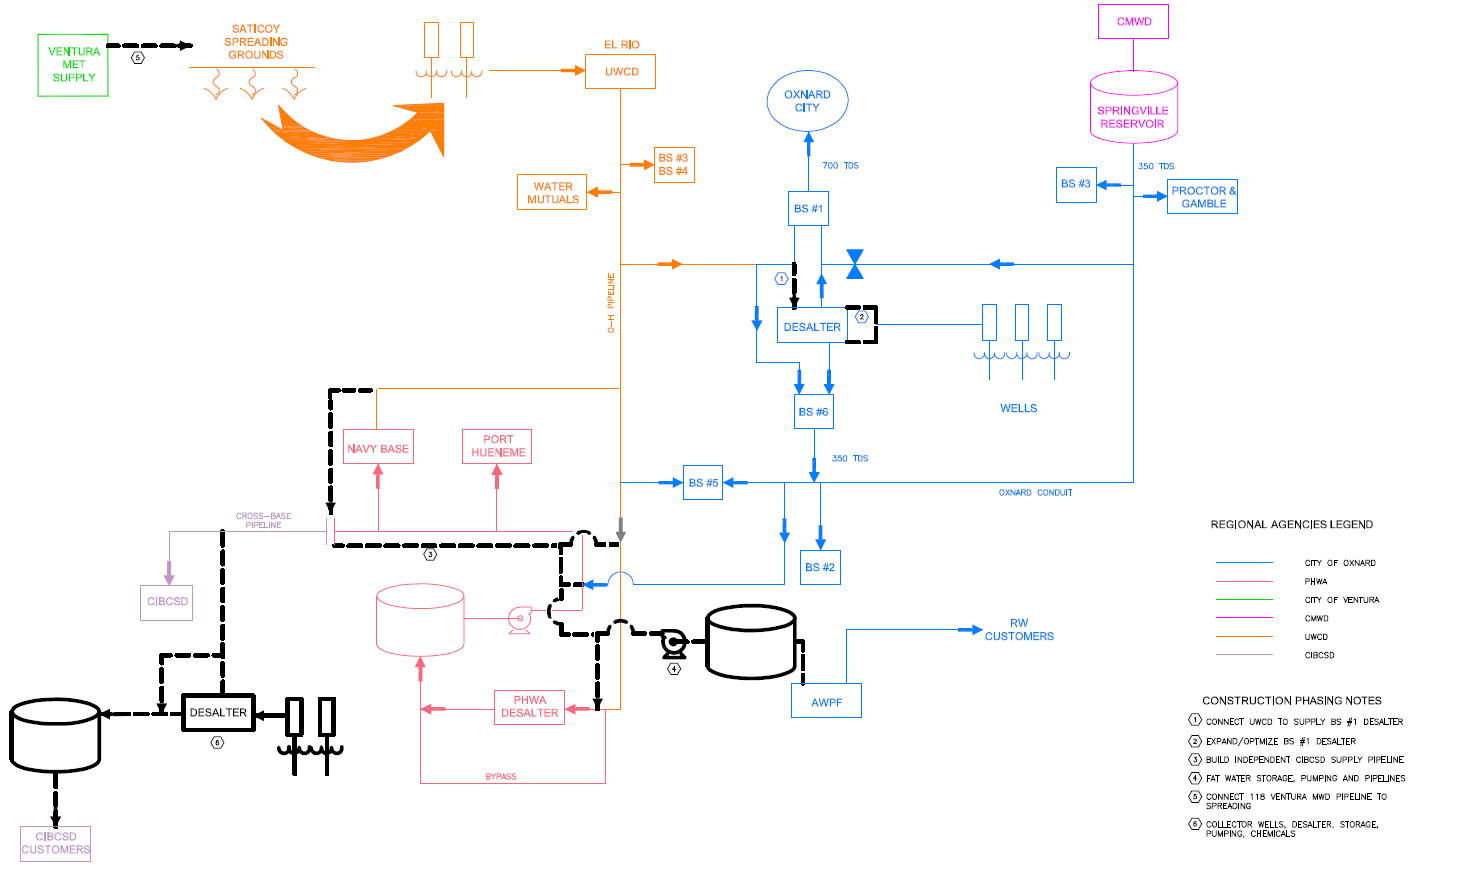 VENTURA
MET
SUPPLY
5
SATICOY
SPREADING
GROUNDS
EL RIO
UWCD
BS #3
BS #4
WATER
MUTUALS
O-H PIPELINE
OXNARD
CITY
700 TDS
BS #1
CMWD
SPRINGVILLE
RESERVOIR
350 TDS
BS #3
PROCTOR &
GAMBLE
1
DESALTER
2
WELLS
BS #6
350 TDS
NAVY BASE
PORT
HUENEME
BS #5
OXNARD CONDUIT
CROSS-BASE
PIPELINE
3
BS #2
CIBCSD
RW
CUSTOMERS
4
AWPF
PHWA
DESALTER
BYPASS
DESALTER
6
CIBCSD
CUSTOMERS
REGIONAL AGENCIES LEGEND
CITY OF OXNARD
PHWA
CITY OF VENTURA
CMWD
UWCD
CIBCSD
CONSTRUCTION PHASING NOTES
1 CONNECT UWCD TO SUPPLY BS #1 DESALTER
2 EXPAND/OPTMIZE BS #1 DESALTER
3 BUILD INDEPENDENT CIBCSD SUPPLY PIPELINE
4 FAT WATER STORAGE, PUMPING AND PIPELINES
5 CONNECT 118 VENTURA MWD PIPELINE TO
SPREADING
6 COLLECTOR WELLS, DESALTER, STORAGE,
PUMPING, CHEMICALS